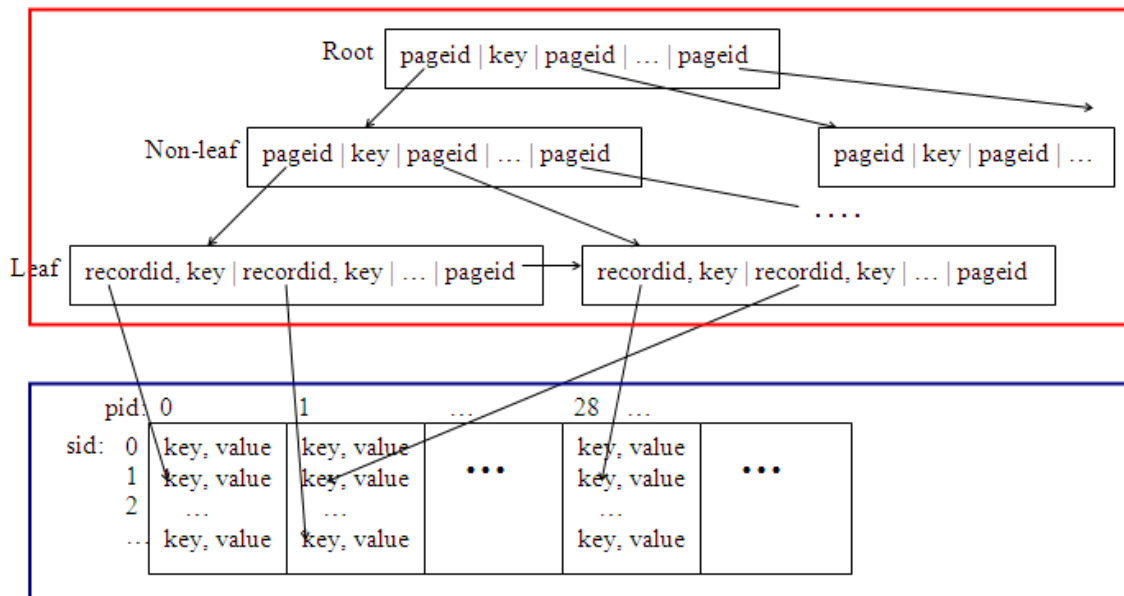 Root pageid | key | pageid | … | pageid
Non-leaf pageid | key | pageid | … | pageid
pageid | key | pageid | …
....
Leaf recordid, key | recordid, key | … | pageid
recordid, key | recordid, key | … | pageid
pid: 0 1 … 28 …
sid: 0 key, value key, value key, value
1 key, value key, value ... key, value ...
2 … … …
… key, value key, value key, value